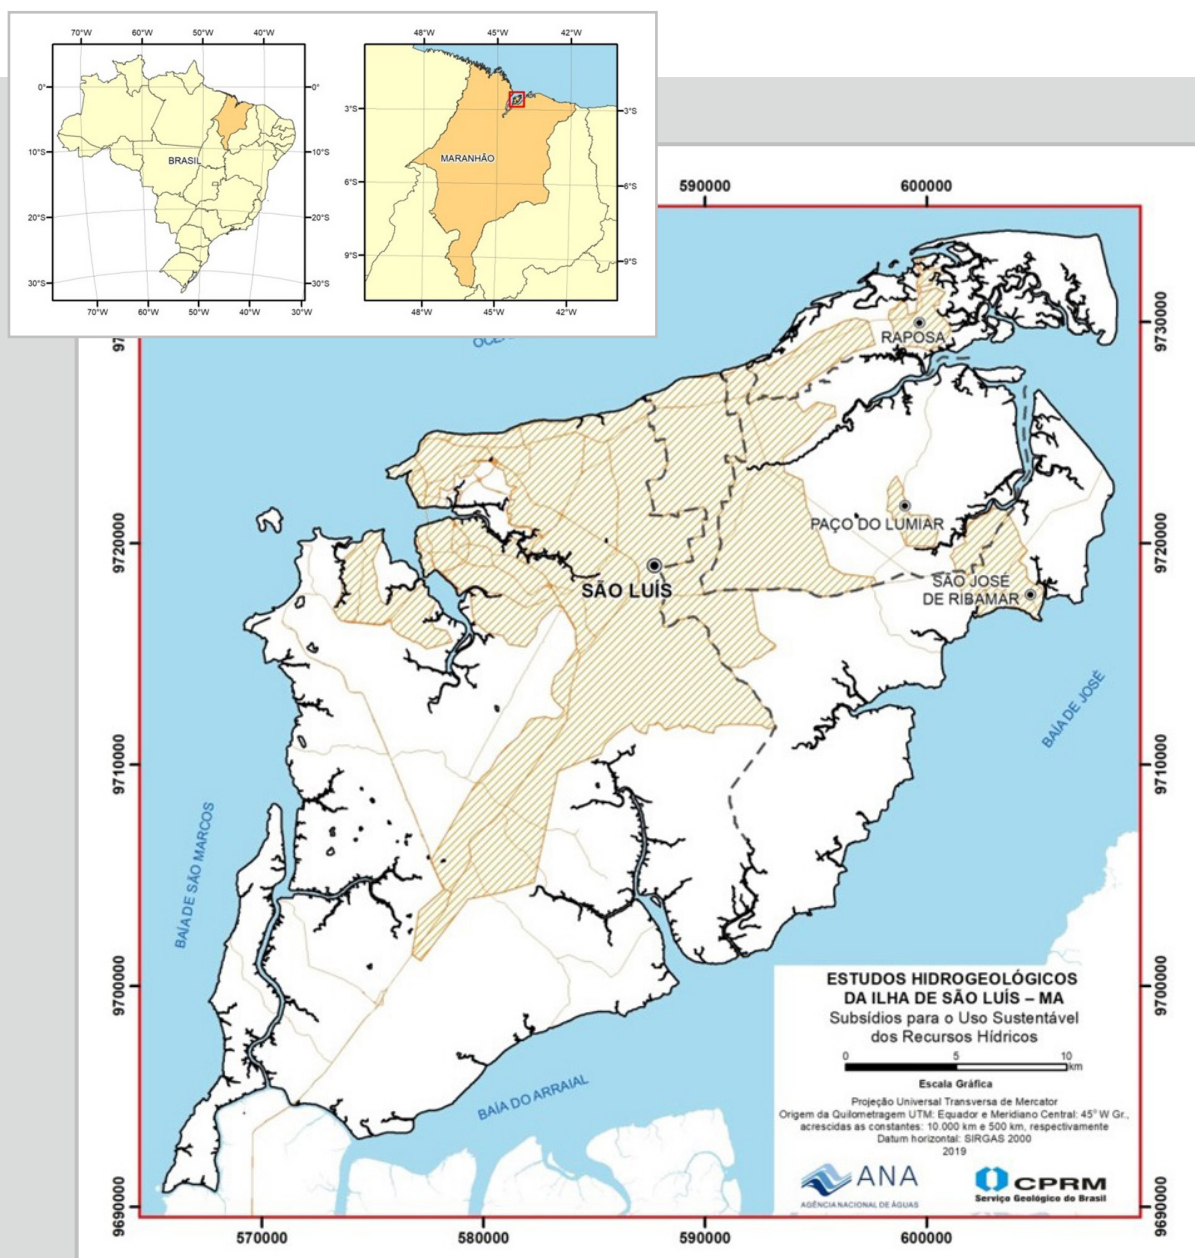 70°W 60°W 50°W 40°W
0° 0°
10°S 10°S
20°S 20°S
30°S 30°S
BRASIL
70°W 60°W 50°W 40°W 30°W
48°W 45°W 42°W
3°S 3°S
6°S 6°S
9°S 9°S
MARANHÃO
48°W 45°W 42°W
590000 600000
9730000
RAPOSA
9720000 9720000
PAÇO DO LUMIAR
SÃO LUÍS
SÃO JOSÉ
DE RIBAMAR
BAÍA DE JOSÉ
9710000 9710000
BAÍA DE SÃO MARCOS
9700000 9700000
BAÍA DO ARRAIAL
ESTUDOS HIDROGEOLÓGICOS
DA ILHA DE SÃO LUÍS – MA
Subsídios para o Uso Sustentável
dos Recursos Hídricos
0 5 10
km
Escala Gráfica
Projeção Universal Transversa de Mercator
Origem da Quilometragem UTM: Equador e Meridiano Central: 45° W Gr.,
acrescidas as constantes: 10.000 km e 500 km, respectivamente
Datum horizontal: SIRGAS 2000
2019
ANA
AGÊNCIA NACIONAL DE ÁGUAS
CPRM
Serviço Geológico do Brasil
9690000 9690000
570000 580000 590000 600000